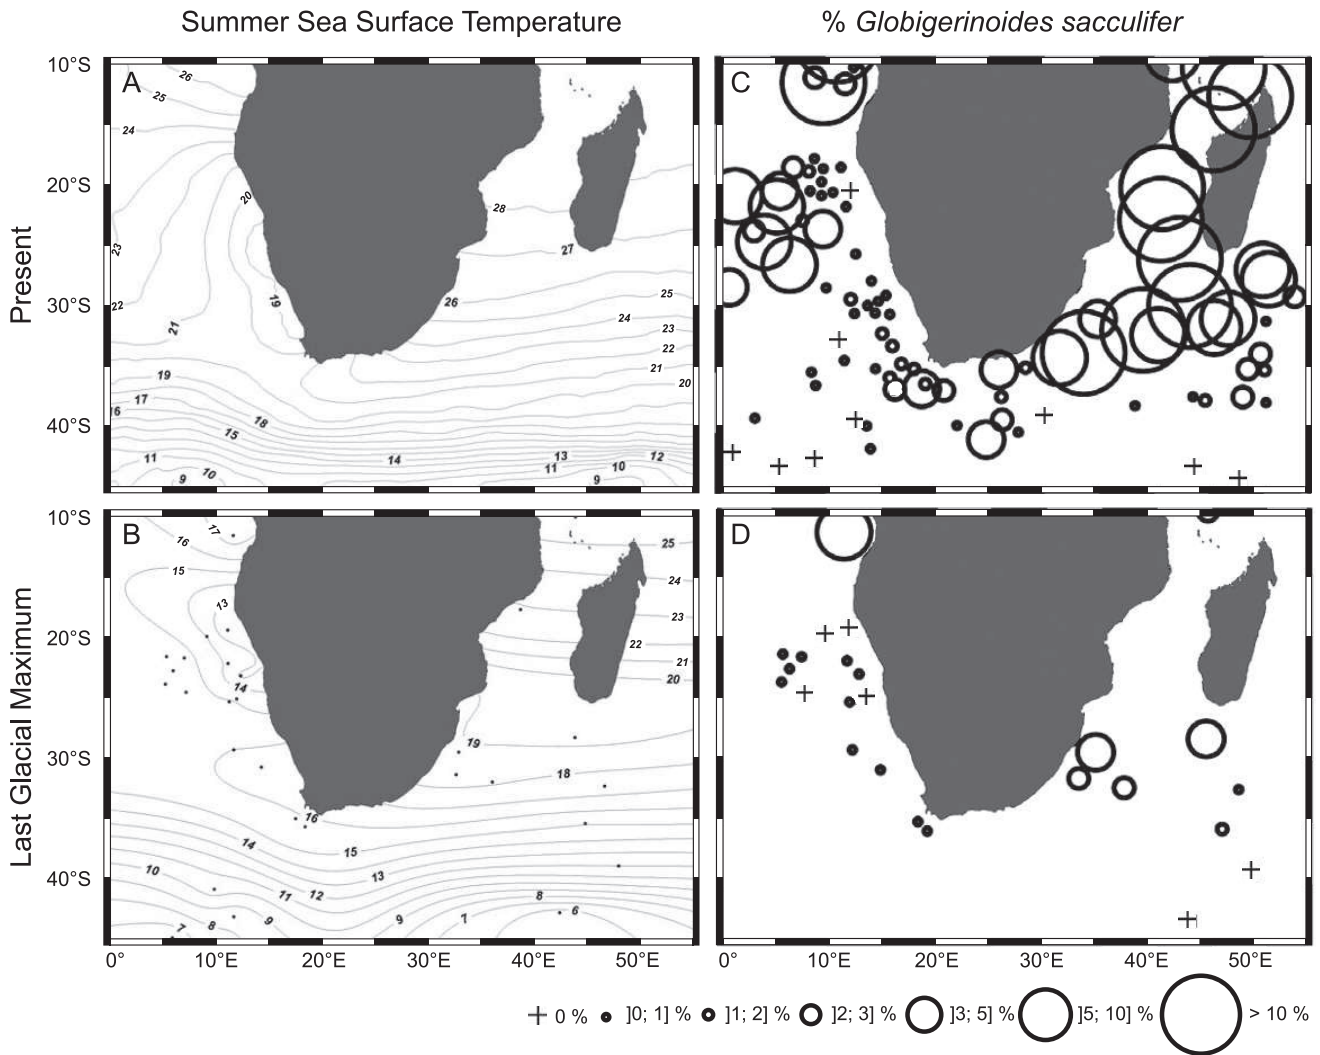 Summer Sea Surface Temperature
% Globigerinoides sacculifer
Present
10°S
20°S
30°S
40°S
A
26
25
24
20
23
22
21
19
28
27
26
25
24
23
22
21
20
19
17
16
18
15
14
13
12
11
11
10
10
9
9
C
Last Glacial Maximum
10°S
20°S
30°S
40°S
B
17
16
15
13
14
25
24
23
22
21
20
19
18
16
15
14
13
12
11
10
9
9
8
8
7
7
6
D
0°
10°E
20°E
30°E
40°E
50°E
0°
10°E
20°E
30°E
40°E
50°E
0 %
]0; 1] %
]1; 2] %
]2; 3] %
]3; 5] %
]5; 10] %
> 10 %